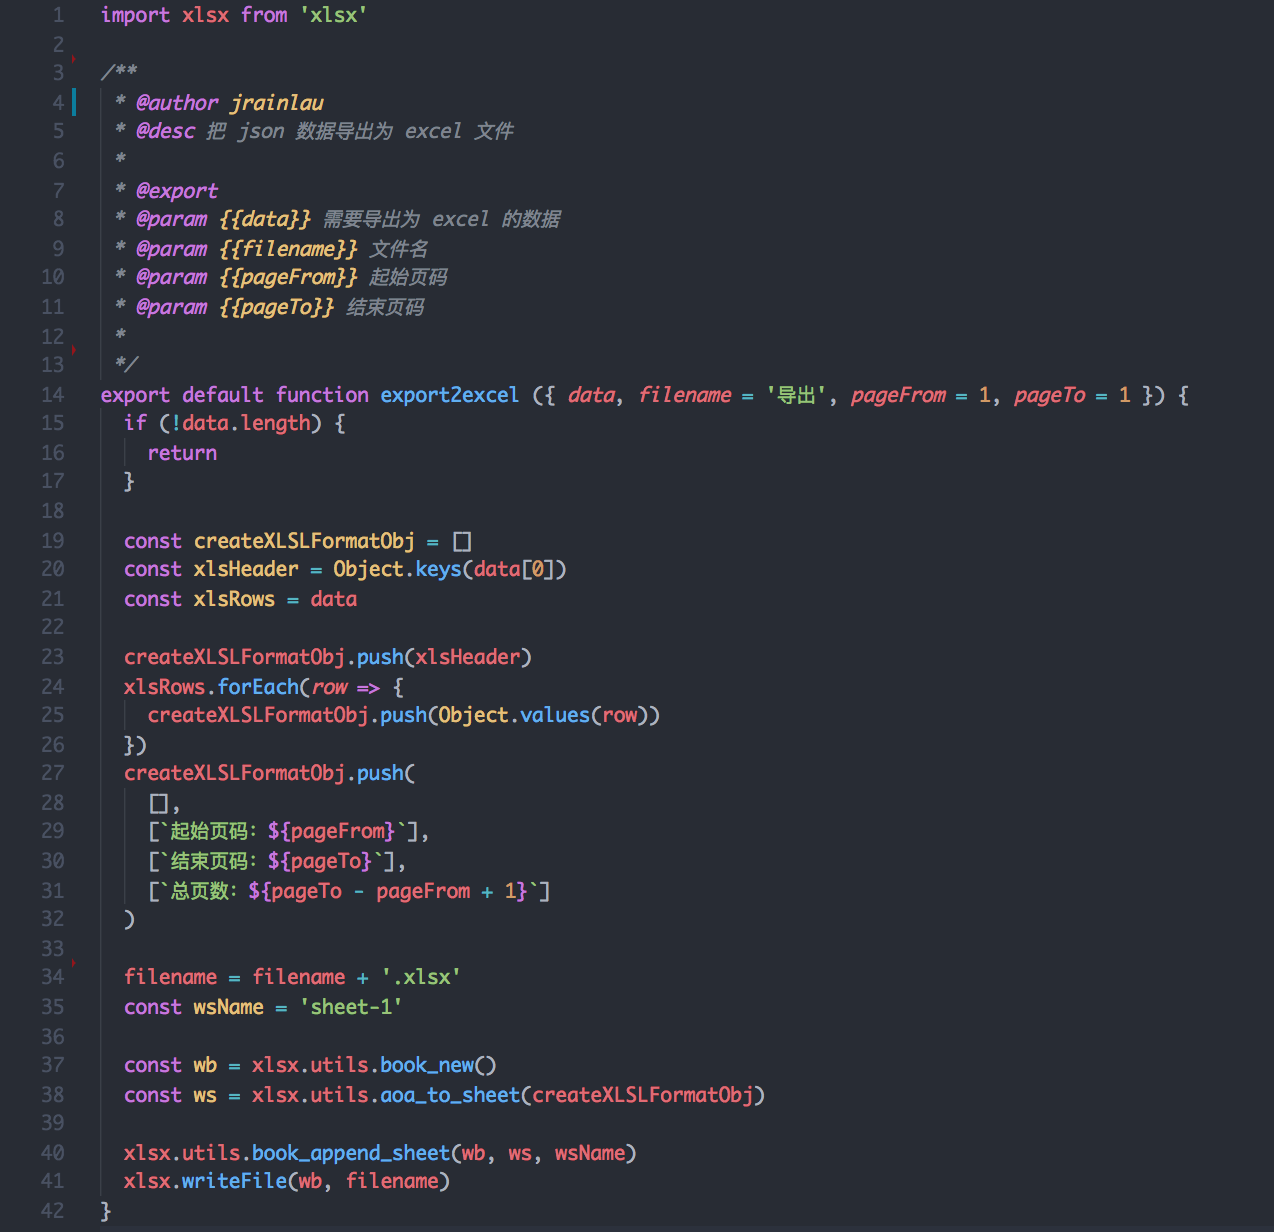 1 import xlsx from 'xlsx'
2
3 /**
4  * @author jrainlau
5  * @desc 把 json 数据导出为 excel 文件
6  *
7  * @export
8  * @param {{data}} 需要导出为 excel 的数据
9  * @param {{filename}} 文件名
10  * @param {{pageFrom}} 起始页码
11  * @param {{pageTo}} 结束页码
12  *
13  */
14 export default function export2excel ({ data, filename = '导出', pageFrom = 1, pageTo = 1 }) {
15   if (!data.length) {
16     return
17   }
18
19   const createXLSLFormatObj = []
20   const xlsHeader = Object.keys(data[0])
21   const xlsRows = data
22
23   createXLSLFormatObj.push(xlsHeader)
24   xlsRows.forEach(row => {
25     createXLSLFormatObj.push(Object.values(row))
26   })
27   createXLSLFormatObj.push(
28     [],
29     [`起始页码：${pageFrom}`],
30     [`结束页码：${pageTo}`],
31     [`总页数：${pageTo - pageFrom + 1}`]
32   )
33
34   filename = filename + '.xlsx'
35   const wsName = 'sheet-1'
36
37   const wb = xlsx.utils.book_new()
38   const ws = xlsx.utils.aoa_to_sheet(createXLSLFormatObj)
39
40   xlsx.utils.book_append_sheet(wb, ws, wsName)
41   xlsx.writeFile(wb, filename)
42 }